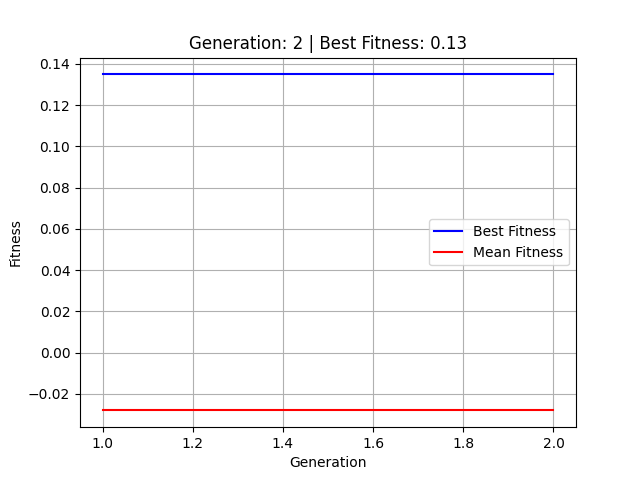 Generation: 2 | Best Fitness: 0.13
0.14
0.12
0.10
0.08
0.06
0.04
0.02
0.00
−0.02
Fitness
Best Fitness
Mean Fitness
1.0 1.2 1.4 1.6 1.8 2.0
Generation